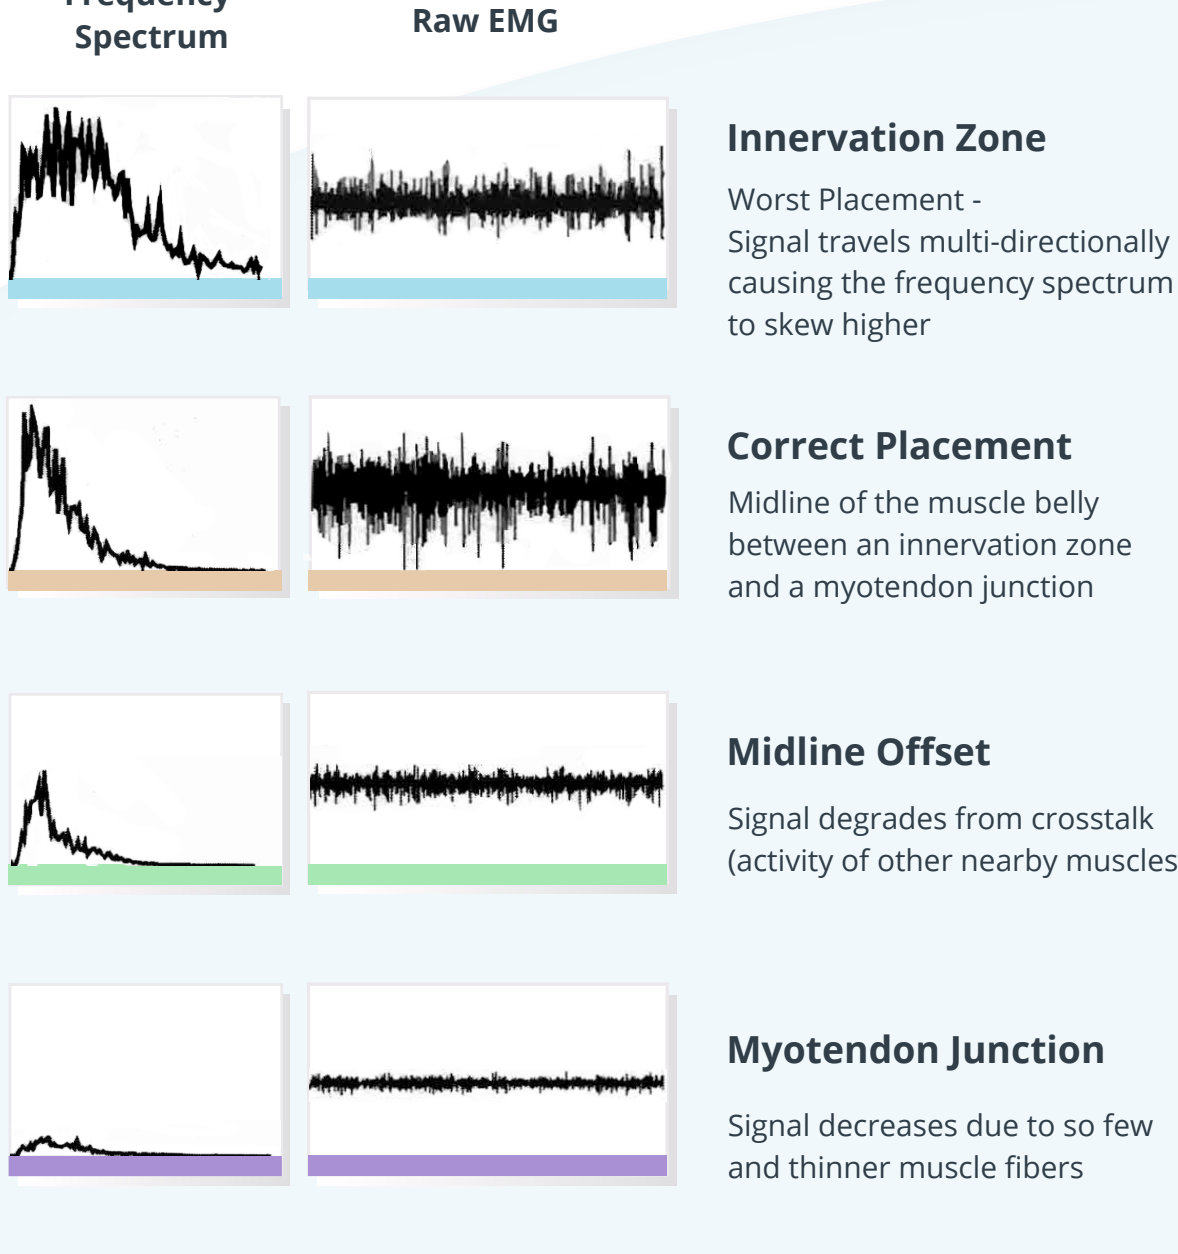 Frequency
Spectrum
Raw EMG
Innervation Zone
Worst Placement -
Signal travels multi-directionally
causing the frequency spectrum
to skew higher
Correct Placement
Midline of the muscle belly
between an innervation zone
and a myotendon junction
Midline Offset
Signal degrades from crosstalk
(activity of other nearby muscles
Myotendon Junction
Signal decreases due to so few
and thinner muscle fibers